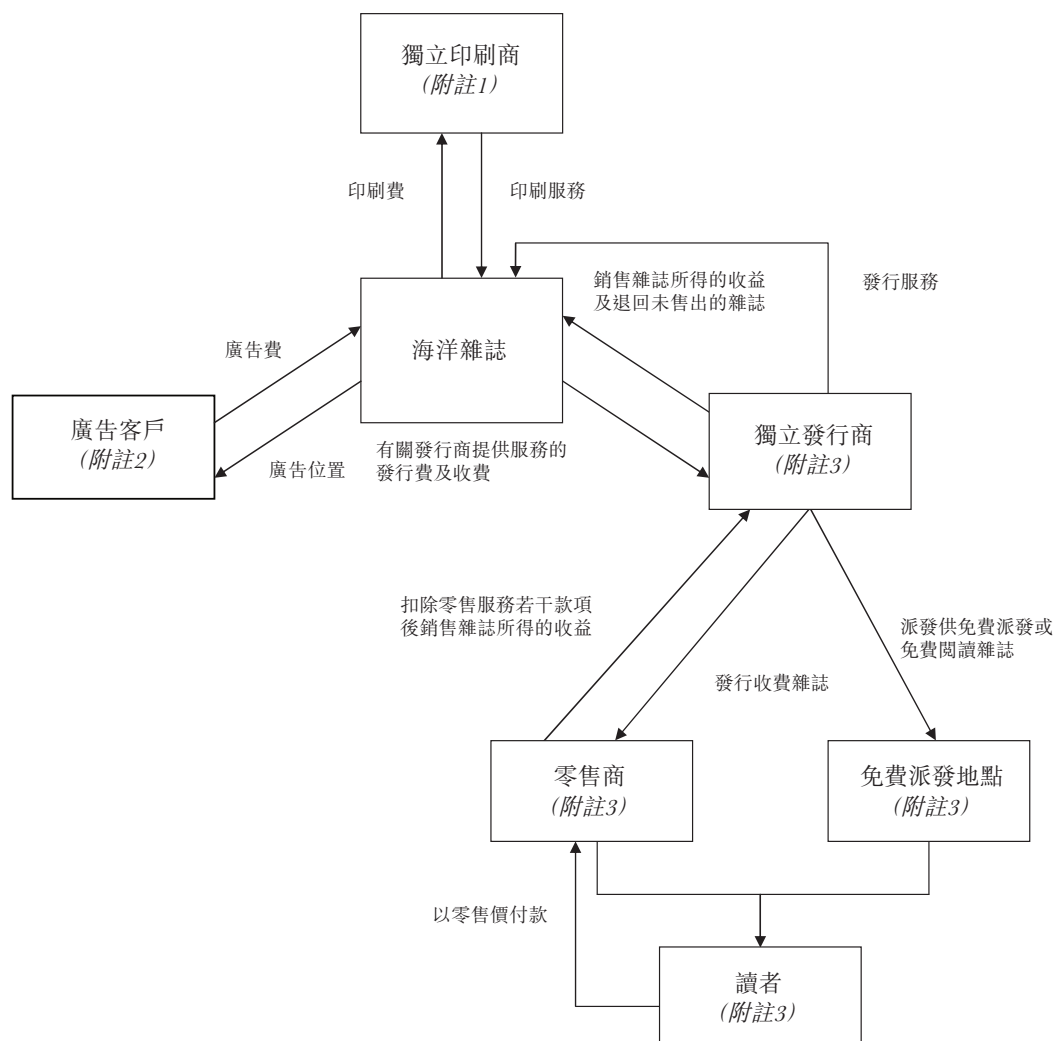 獨立印刷商
(附註1)
印刷費
印刷服務
銷售雜誌所得的收益
及退回未售出的雜誌
發行服務
廣告費
海洋雜誌
廣告客戶
(附註2)
廣告位置
有關發行商提供服務的
發行費及收費
獨立發行商
(附註3)
扣除零售服務若干款項
後銷售雜誌所得的收益
派發供免費派發或
免費閱讀雜誌
發行收費雜誌
零售商
(附註3)
免費派發地點
(附註3)
以零售價付款
讀者
(附註3)